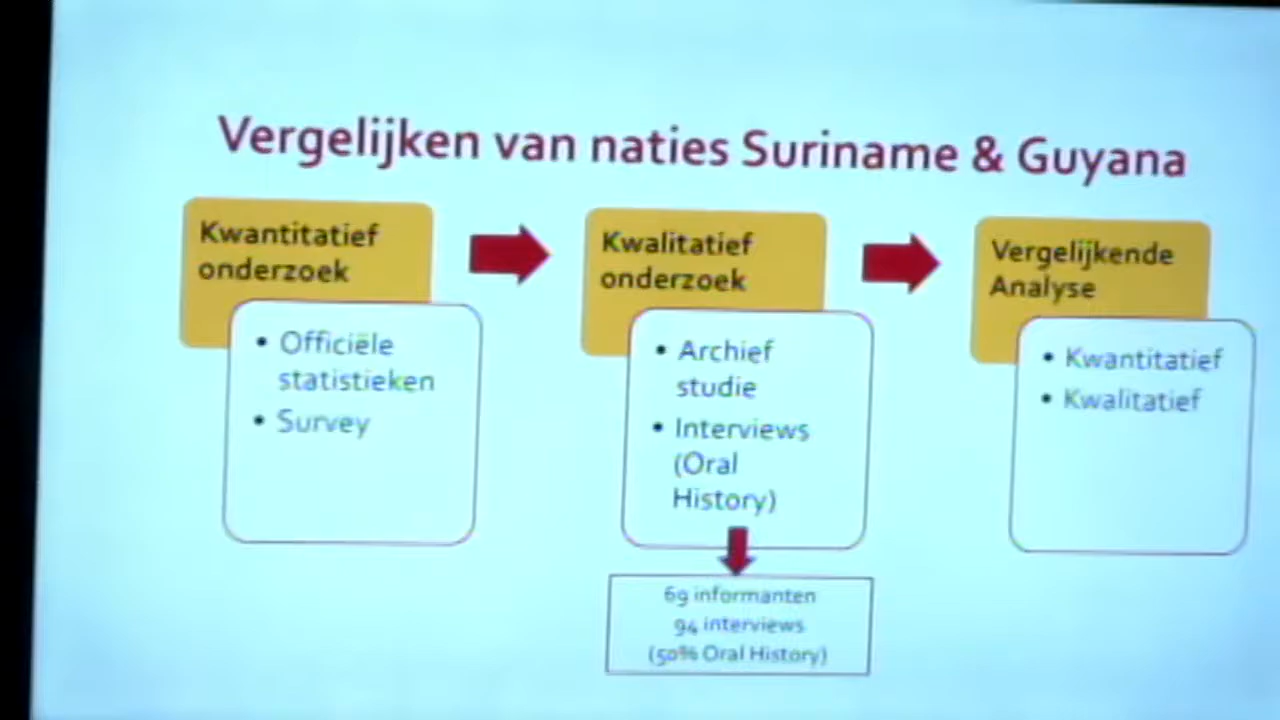 Vergelijken van naties Suriname & Guyana
Kwantitatief
onderzoek
• Officiële
statistieken
• Survey
Kwalitatief
onderzoek
• Archief
studie
• Interviews
(Oral
History)
69 informanten
94 interviews
(50% Oral History)
Vergelijkende
Analyse
• Kwantitatief
• Kwalitatief